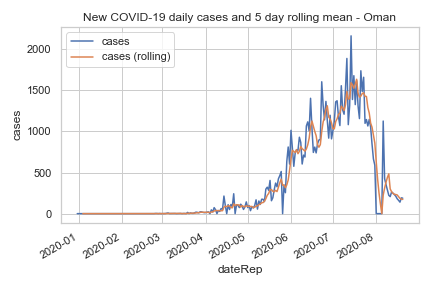 New COVID-19 daily cases and 5 day rolling mean - Oman
cases
cases (rolling)
2000
1500
1000
500
0
cases
2020-01
2020-02
2020-03
2020-04
2020-05
2020-06
2020-07
2020-08
dateRep